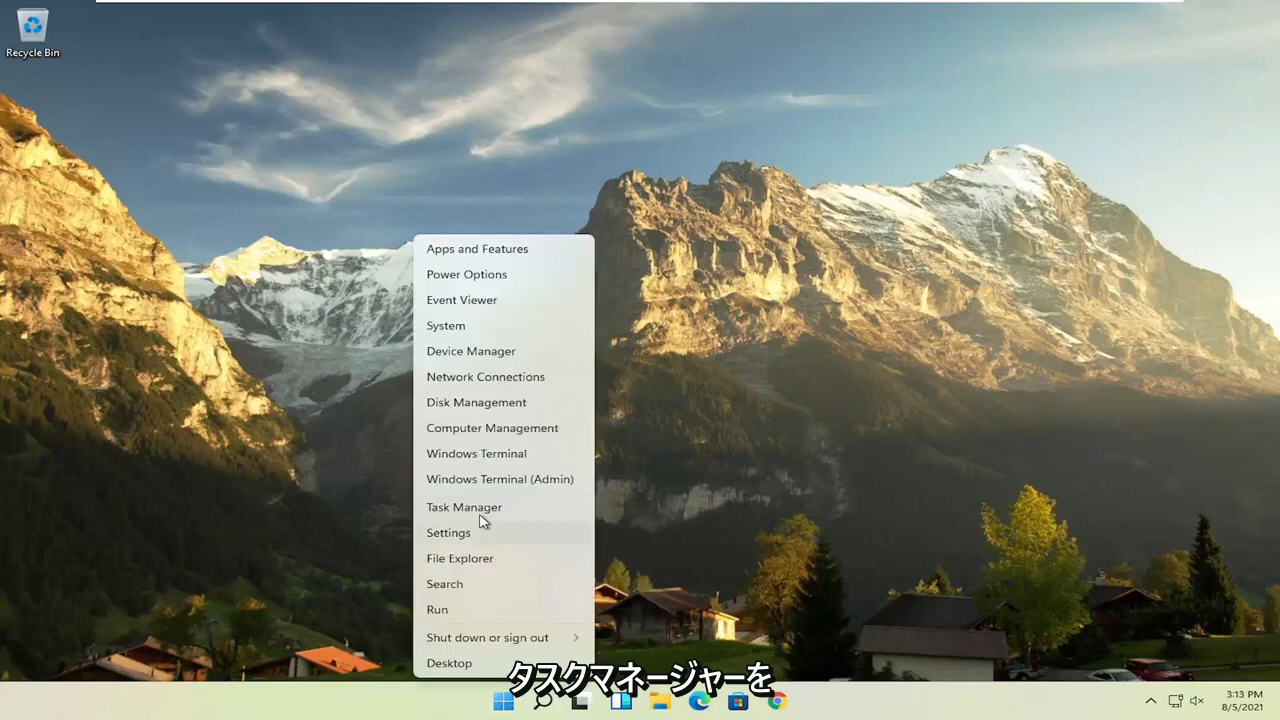 Recycle Bin
Apps and Features
Power Options
Event Viewer
System
Device Manager
Network Connections
Disk Management
Computer Management
Windows Terminal
Windows Terminal (Admin)
Task Manager
Settings
File Explorer
Search
Run
Shut down or sign out
Desktop
タスクマネージャーを
3:13 PM
8/5/2021